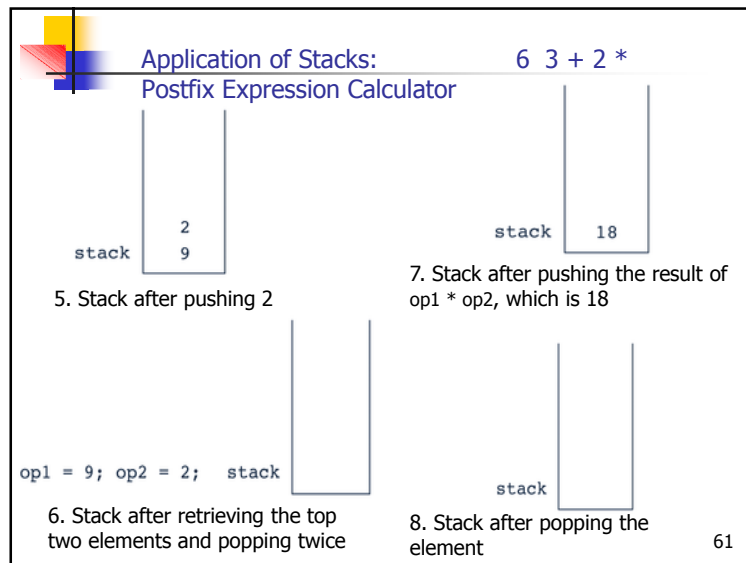 Application of Stacks:
Postfix Expression Calculator
6 3 + 2 *
2
stack 9
5. Stack after pushing 2
stack 18
7. Stack after pushing the result of
op1 * op2, which is 18
op1 = 9; op2 = 2; stack
6. Stack after retrieving the top
two elements and popping twice
stack
8. Stack after popping the
element
61